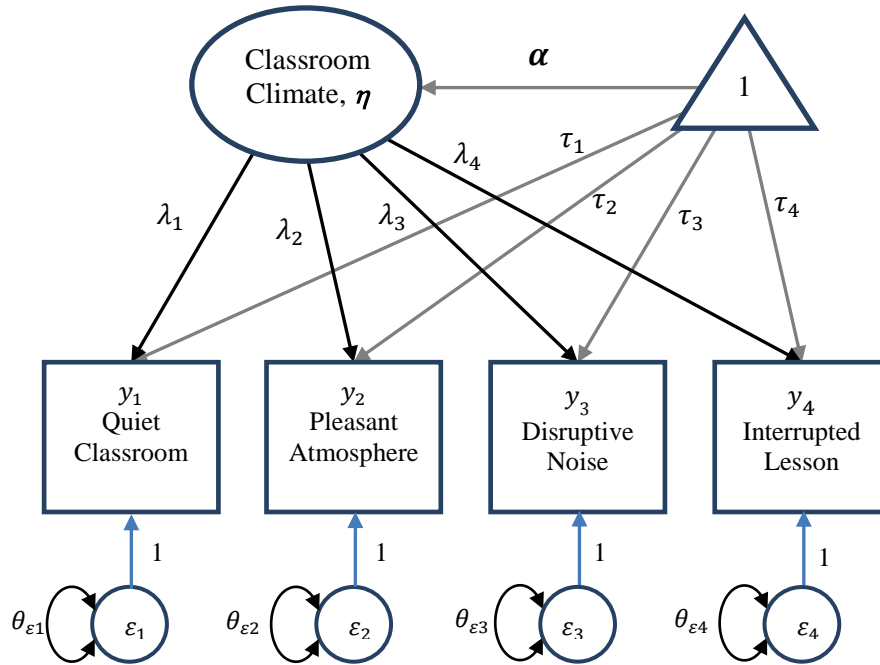 Classroom
Climate, η
α
1
λ₁
λ₂
λ₃
λ₄
τ₁
τ₂
τ₃
τ₄
y₁
Quiet
Classroom
y₂
Pleasant
Atmosphere
y₃
Disruptive
Noise
y₄
Interrupted
Lesson
1
1
1
1
θε1
ε₁
θε2
ε₂
θε3
ε₃
θε4
ε₄